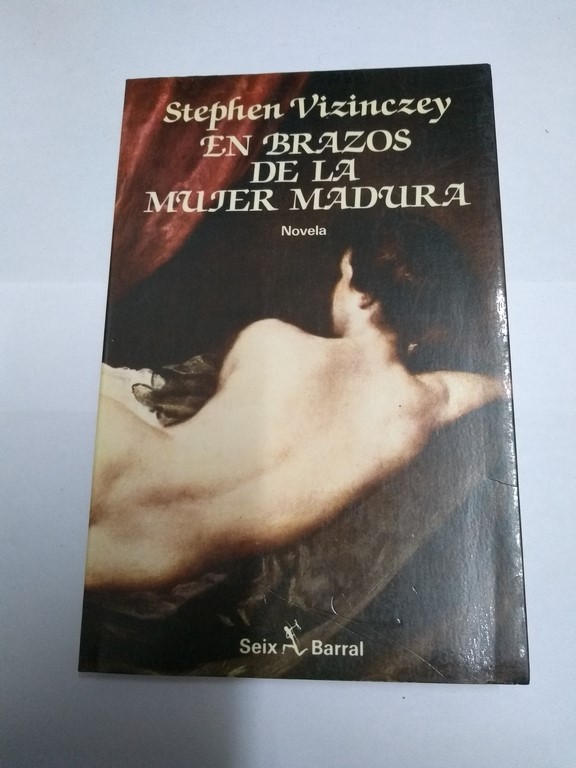 Stephen Vizinczey
EN BRAZOS
DE LA
MUJER MADURA
Novela
Seix Barral